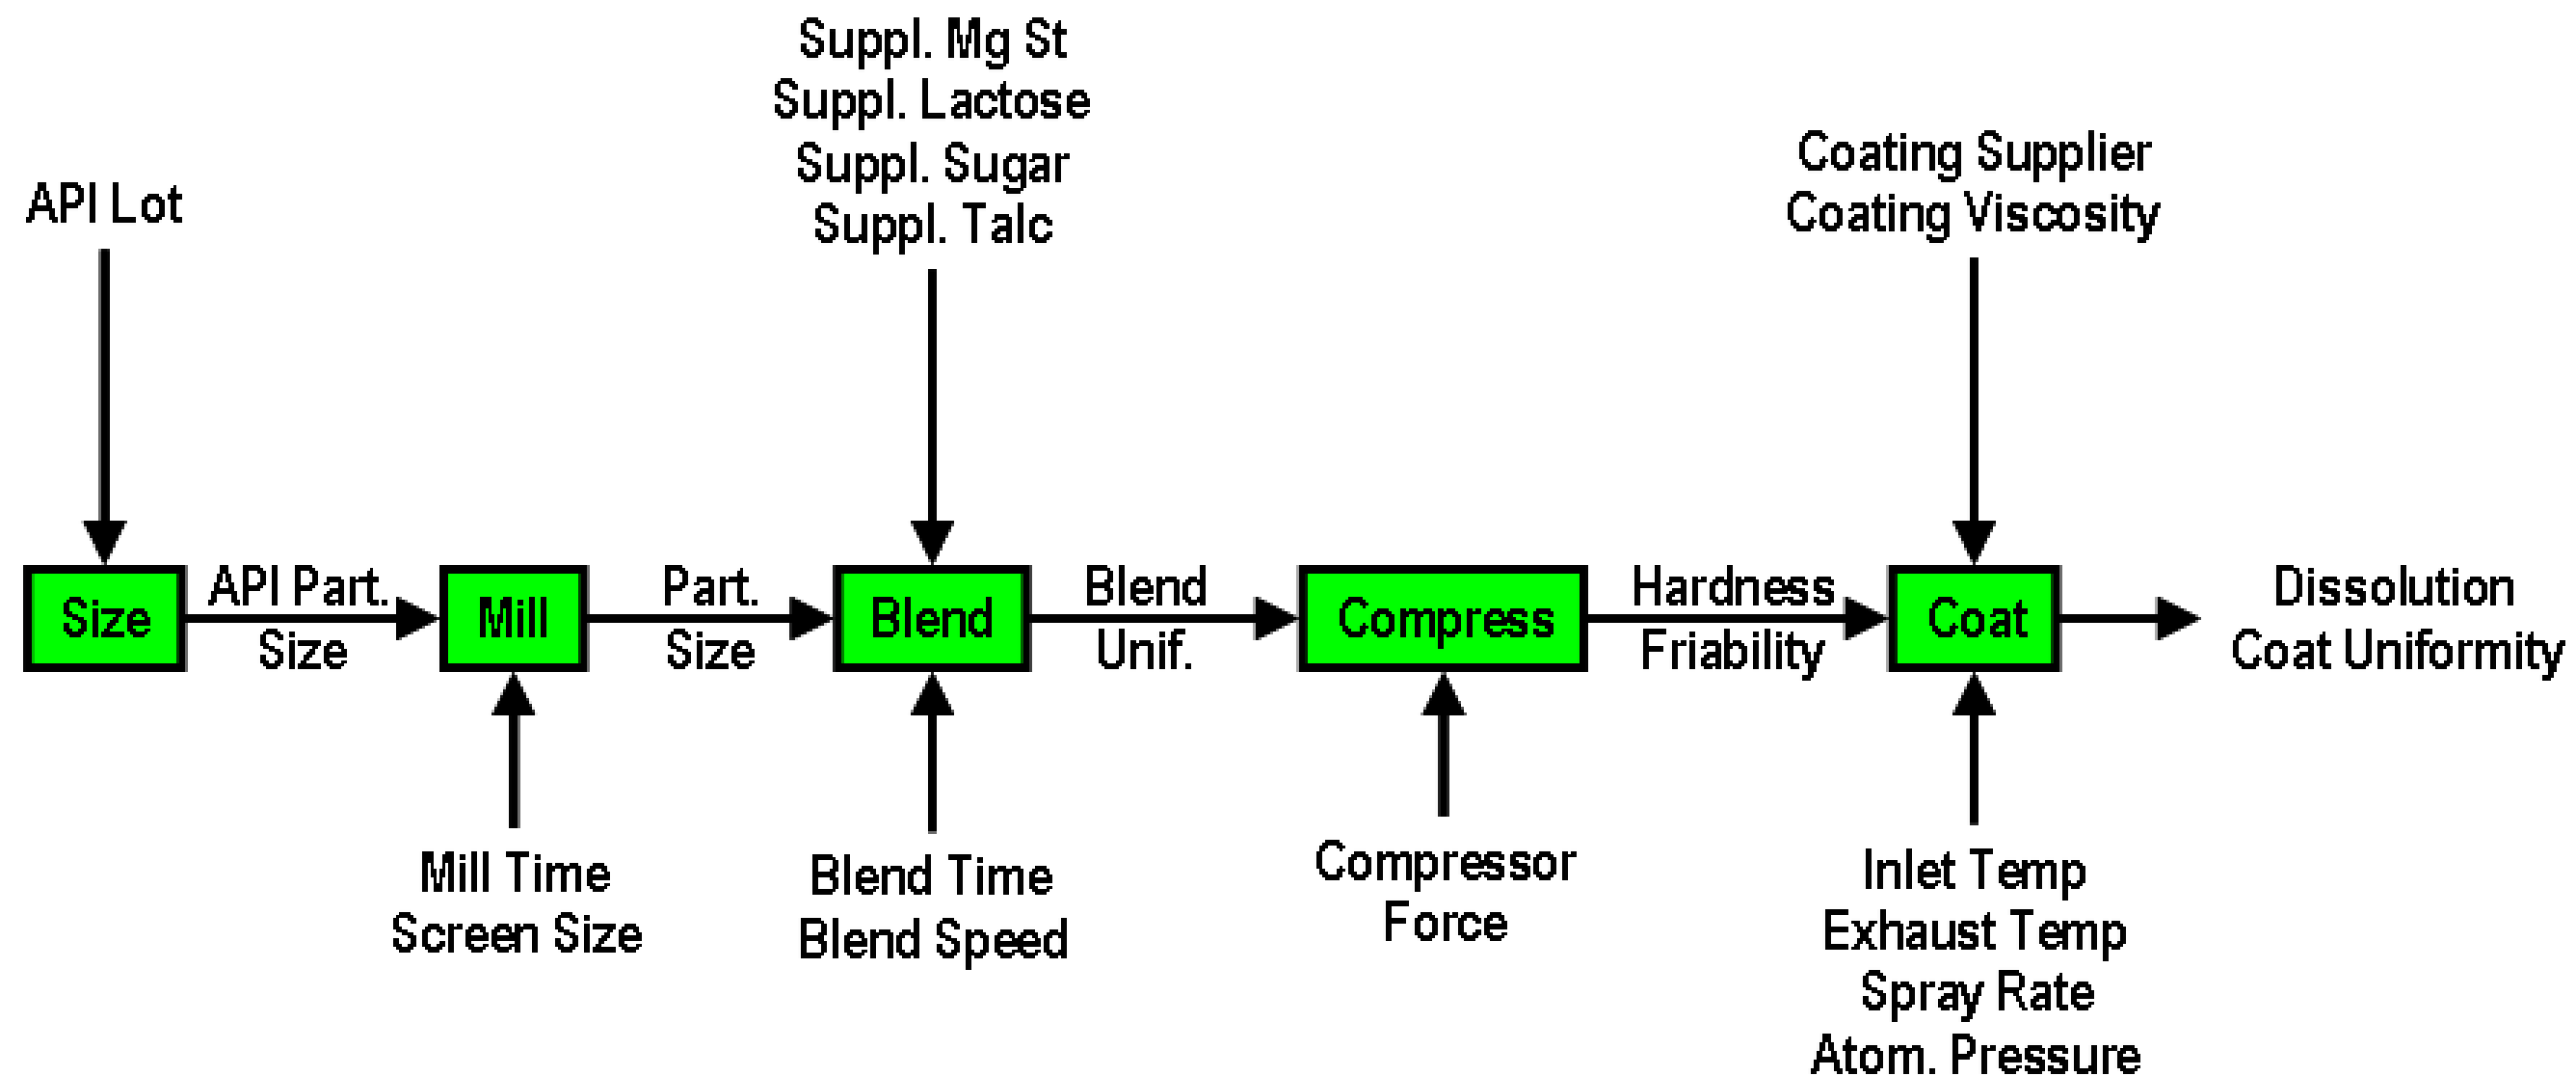 Suppl. Mg St
Suppl. Lactose
Suppl. Sugar
Suppl. Talc
API Lot
Coating Supplier
Coating Viscosity
Size
API Part.
Size
Mill
Part.
Size
Blend
Blend
Unif.
Compress
Hardness
Friability
Coat
Dissolution
Coat Uniformity
Mill Time
Screen Size
Blend Time
Blend Speed
Compressor
Force
Inlet Temp
Exhaust Temp
Spray Rate
Atom. Pressure